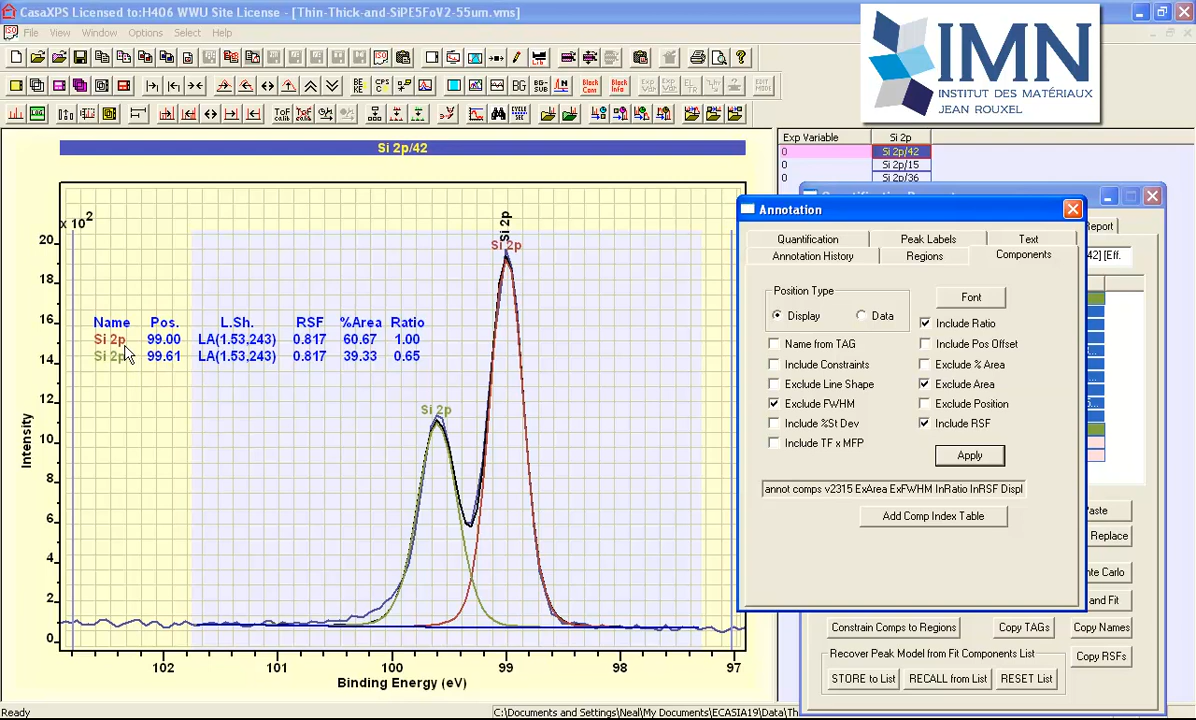 CasaXPS Licensed to:H406 WWU Site License - [Thin-Thick-and-SiPE5FoV2-55um.vms]
File View Window Options Select Help
IMN
INSTITUT DES MATÉRIAUX
JEAN ROUXEL
Si 2p/42
Exp Variable Si 2p
0 Si 2p/42
0 Si 2p/15
0 Si 2p/36
x 10²
20
18
16
14
12
10
8
6
4
2
0
Intensity
Si 2p
Si 2p
Si 2p
Name Pos. L.Sh. RSF %Area Ratio
Si 2p 99.00 LA(1.53,243) 0.817 60.67 1.00
Si 2p 99.61 LA(1.53,243) 0.817 39.33 0.65
102 101 100 99 98 97
Binding Energy (eV)
Annotation
Quantification Peak Labels Text
Annotation History Regions Components
Position Type
Display Data
Font
Include Ratio
Name from TAG Include Pos Offset
Include Constraints Exclude % Area
Exclude Line Shape Exclude Area
Exclude FWHM Exclude Position
Include %St Dev Include RSF
Include TF x MFP
Apply
annot comps v2315 ExArea ExFWHM InRatio InRSF Displ
Add Comp Index Table
Report
42] [Eff.
Replace
and Fit
Constrain Comps to Regions Copy TAGs Copy Names
Recover Peak Model from Fit Components List
Copy RSFs
STORE to List RECALL from List RESET List
Ready
C:\Documents and Settings\Neal\My Documents\ECASIA19\Data\Th